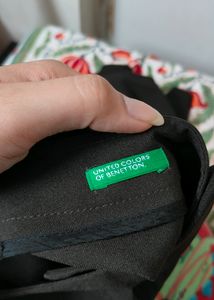 UNITED COLORS
OF BENETTON.